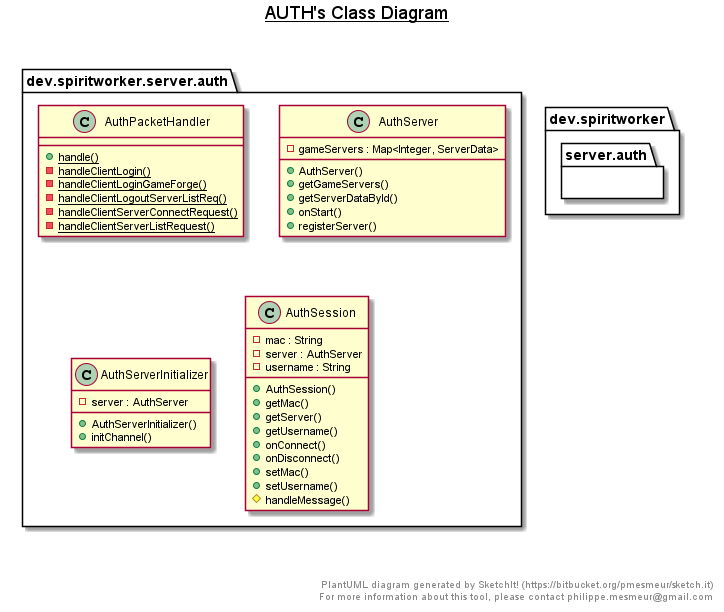 AUTH's Class Diagram
dev.spiritworker.server.auth
C AuthPacketHandler
handle()
handleClientLogin()
handleClientLoginGameForge()
handleClientLogoutServerListReq()
handleClientServerConnectRequest()
handleClientServerListRequest()
C AuthServer
gameServers : Map<Integer, ServerData>
AuthServer()
getGameServers()
getServerDataById()
onStart()
registerServer()
dev.spiritworker
server.auth
C AuthServerInitializer
server : AuthServer
AuthServerInitializer()
initChannel()
C AuthSession
mac : String
server : AuthServer
username : String
AuthSession()
getMac()
getServer()
getUsername()
onConnect()
onDisconnect()
setMac()
setUsername()
handleMessage()
PlantUML diagram generated by SketchIt! (https://bitbucket.org/pmesmeur/sketch.it)
For more information about this tool, please contact philippe.mesmeur@gmail.com